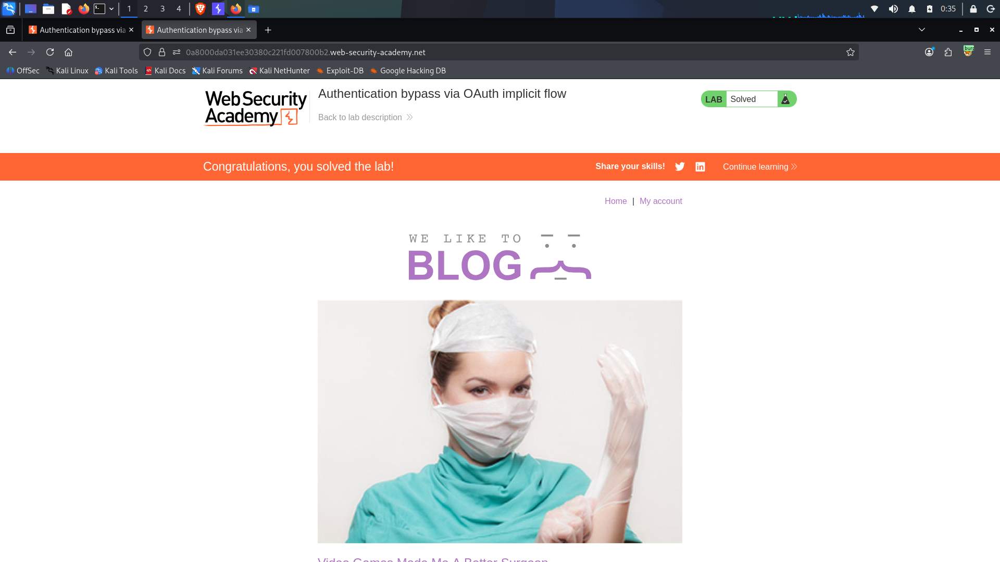 1 2 3 4 0:35
Authentication bypass via Authentication bypass via
0a8000da031ee30380c221fd007800b2.web-security-academy.net
OffSec Kali Linux Kali Tools Kali Docs Kali Forums Kali NetHunter Exploit-DB Google Hacking DB
Web Security
Academy
Authentication bypass via OAuth implicit flow
Back to lab description
LAB Solved
Congratulations, you solved the lab!
Share your skills! Continue learning
Home | My account
WE LIKE TO
BLOG
Video Games Made Me A Better Surgeon